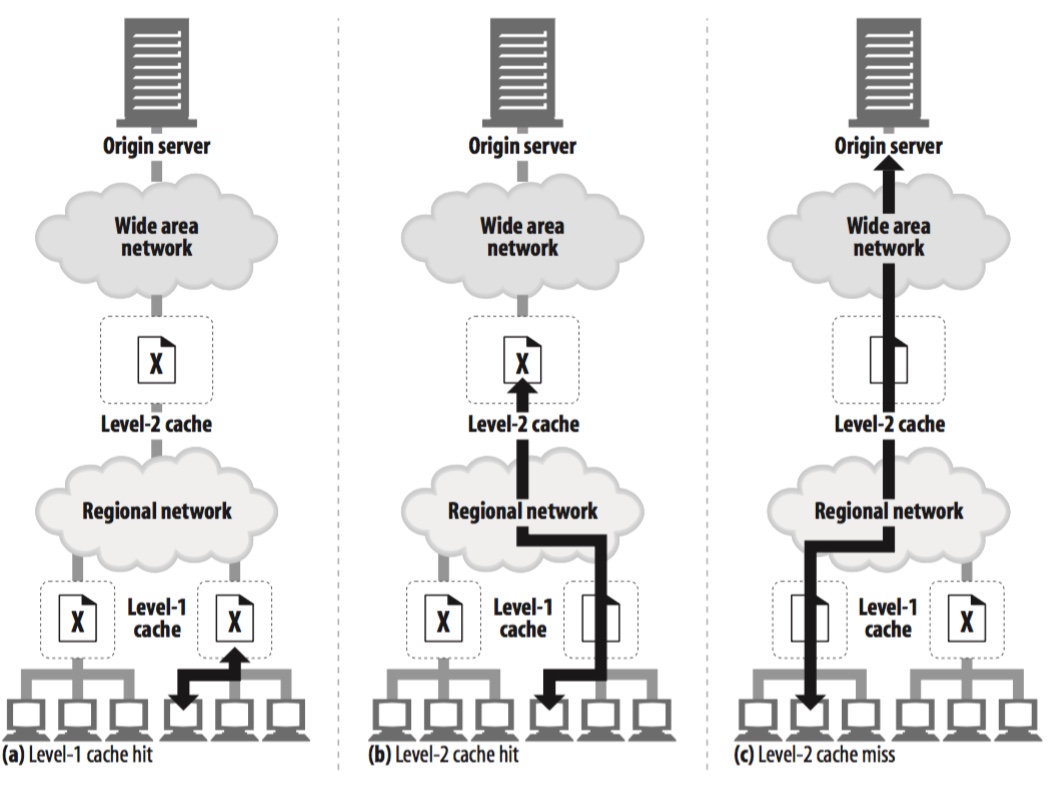 Origin server
Wide area
network
X
Level-2 cache
Regional network
X
Level-1
cache
X
(a) Level-1 cache hit
Origin server
Wide area
network
X
Level-2 cache
Regional network
X
Level-1
cache
(b) Level-2 cache hit
Origin server
Wide area
network
Level-2 cache
Regional network
Level-1
cache
X
(c) Level-2 cache miss